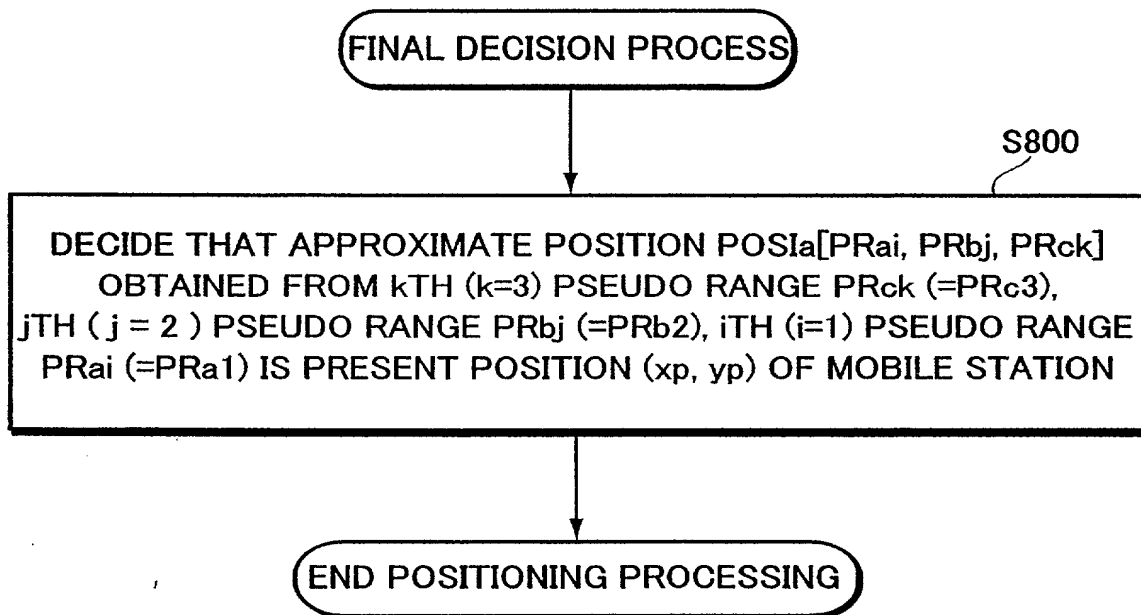 FINAL DECISION PROCESS
S800
DECIDE THAT APPROXIMATE POSITION POSIa[PRai, PRbj, PRck]
OBTAINED FROM kTH (k=3) PSEUDO RANGE PRck (=PRc3),
jTH ( j = 2 ) PSEUDO RANGE PRbj (=PRb2), iTH (i=1) PSEUDO RANGE
PRai (=PRa1) IS PRESENT POSITION (xp, yp) OF MOBILE STATION
END POSITIONING PROCESSING